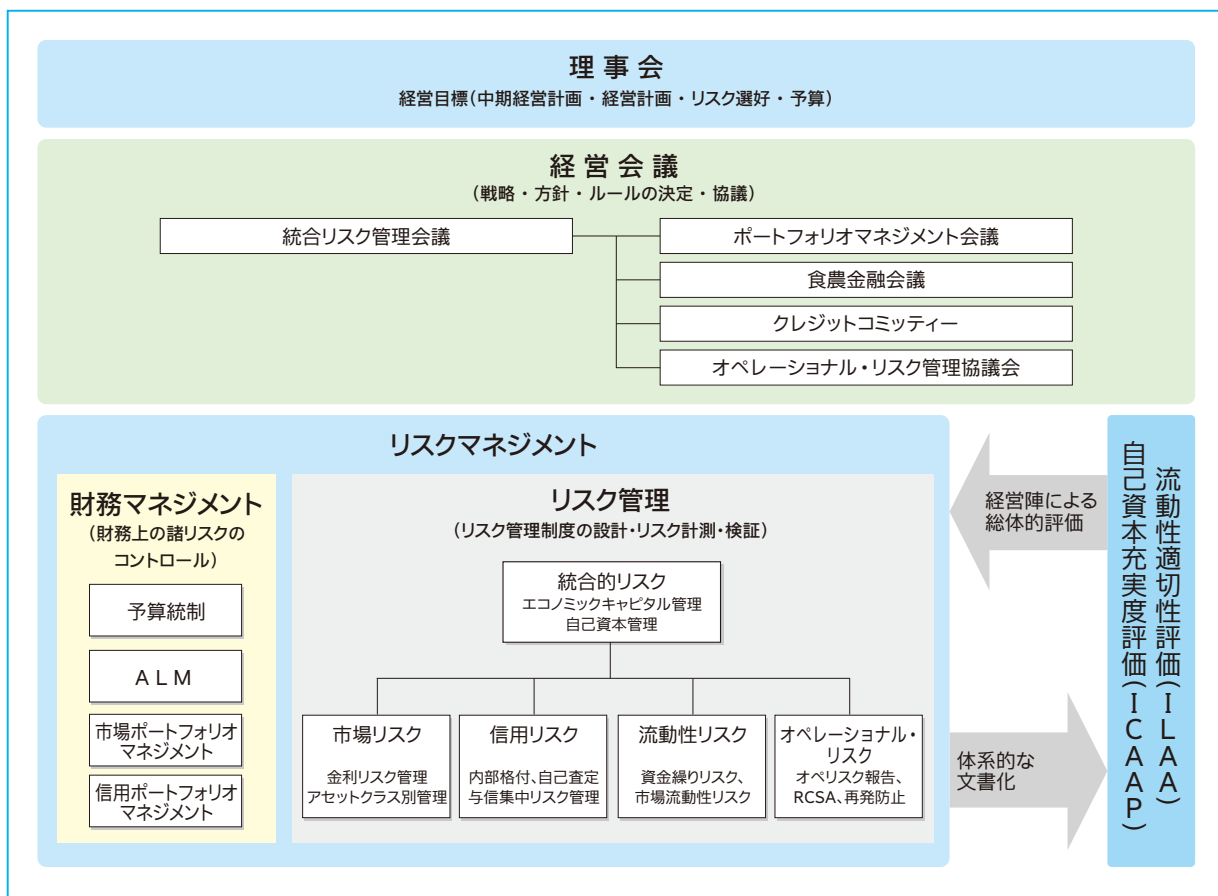 理事会
経営目標(中期経営計画・経営計画・リスク選好・予算)
経営会議
(戦略・方針・ルールの決定・協議)
統合リスク管理会議
ポートフォリオマネジメント会議
食農金融会議
クレジットコミッティー
オペレーショナル・リスク管理協議会
リスクマネジメント
財務マネジメント
(財務上の諸リスクの
コントロール)
予算統制
ALM
市場ポートフォリオ
マネジメント
信用ポートフォリオ
マネジメント
リスク管理
(リスク管理制度の設計・リスク計測・検証)
統合的リスク
エコノミックキャピタル管理
自己資本管理
市場リスク
金利リスク管理
アセットクラス別管理
信用リスク
内部格付、自己査定
与信集中リスク管理
流動性リスク
資金繰りリスク、
市場流動性リスク
オペレーショナル・
リスク
オペリスク報告、
RCSA、再発防止
経営陣による
総体的評価
体系的な
文書化
流動性適切性評価(ILAA)
自己資本充実度評価(ICAAP)